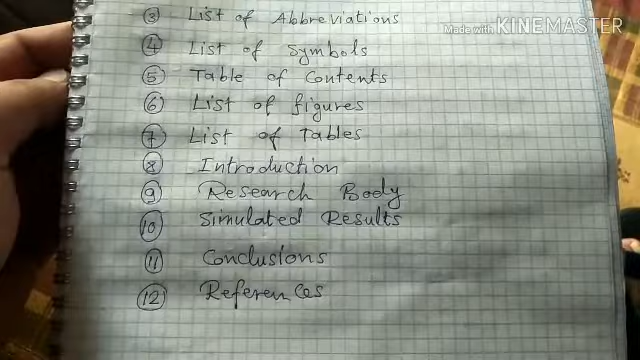 Made with KINEMASTER
③ List of Abbreviations
④ List of Symbols
⑤ Table of Contents
⑥ List of figures
⑦ List of Tables
⑧ Introduction
⑨ Research Body
⑩ Simulated Results
⑪ Conclusions
⑫ References